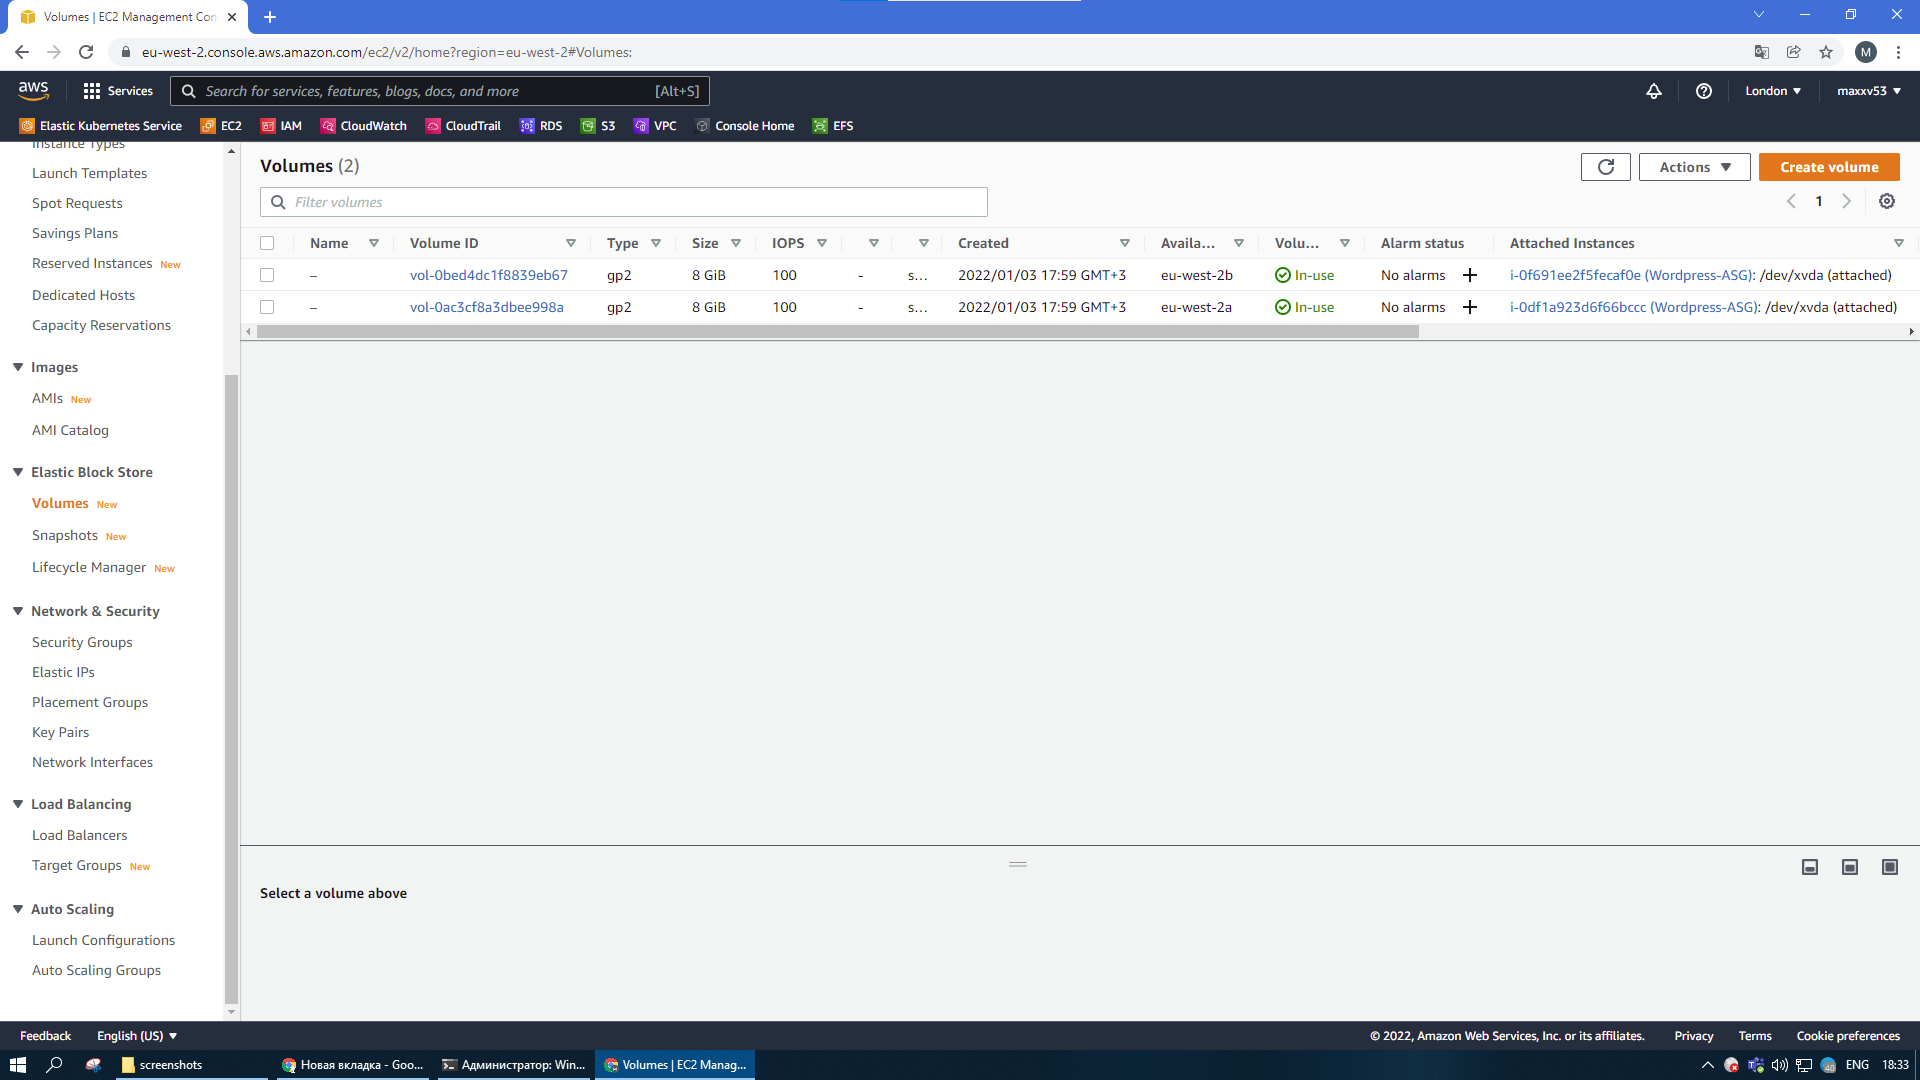 Volumes | EC2 Management Con
eu-west-2.console.aws.amazon.com/ec2/v2/home?region=eu-west-2#Volumes:
M
aws
Services
Search for services, features, blogs, docs, and more
[Alt+S]
London
maxxv53
Elastic Kubernetes Service
EC2
IAM
CloudWatch
CloudTrail
RDS
S3
VPC
Console Home
EFS
Instance Types
Launch Templates
Spot Requests
Savings Plans
Reserved Instances New
Dedicated Hosts
Capacity Reservations
Images
AMIs New
AMI Catalog
Elastic Block Store
Volumes New
Snapshots New
Lifecycle Manager New
Network & Security
Security Groups
Elastic IPs
Placement Groups
Key Pairs
Network Interfaces
Load Balancing
Load Balancers
Target Groups New
Auto Scaling
Launch Configurations
Auto Scaling Groups
Volumes (2)
Actions
Create volume
Filter volumes
1
Name Volume ID Type Size IOPS Created Availa... Volu... Alarm status Attached Instances
– vol-0bed4dc1f8839eb67 gp2 8 GiB 100 - s... 2022/01/03 17:59 GMT+3 eu-west-2b In-use No alarms + i-0f691ee2f5fecaf0e (Wordpress-ASG): /dev/xvda (attached)
– vol-0ac3cf8a3dbee998a gp2 8 GiB 100 - s... 2022/01/03 17:59 GMT+3 eu-west-2a In-use No alarms + i-0df1a923d6f66bccc (Wordpress-ASG): /dev/xvda (attached)
Select a volume above
Feedback
English (US)
© 2022, Amazon Web Services, Inc. or its affiliates.
Privacy
Terms
Cookie preferences
screenshots
Новая вкладка - Goo...
Администратор: Win...
Volumes | EC2 Manag...
40
ENG
18:33